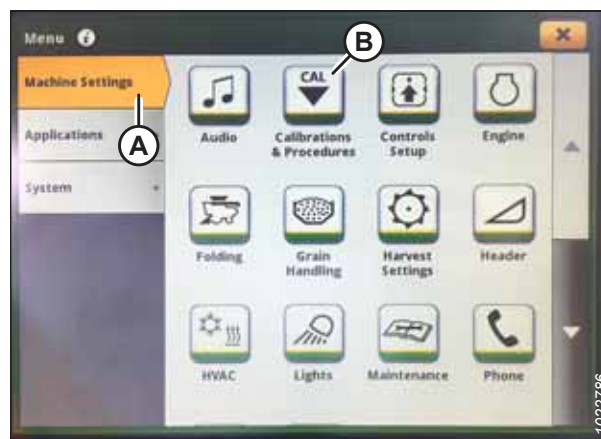 Menu i
B
Machine Settings
A
Applications
System
CAL
Audio
Calibrations
& Procedures
Controls
Setup
Engine
Folding
Grain
Handling
Harvest
Settings
Header
HVAC
Lights
Maintenance
Phone
1022786